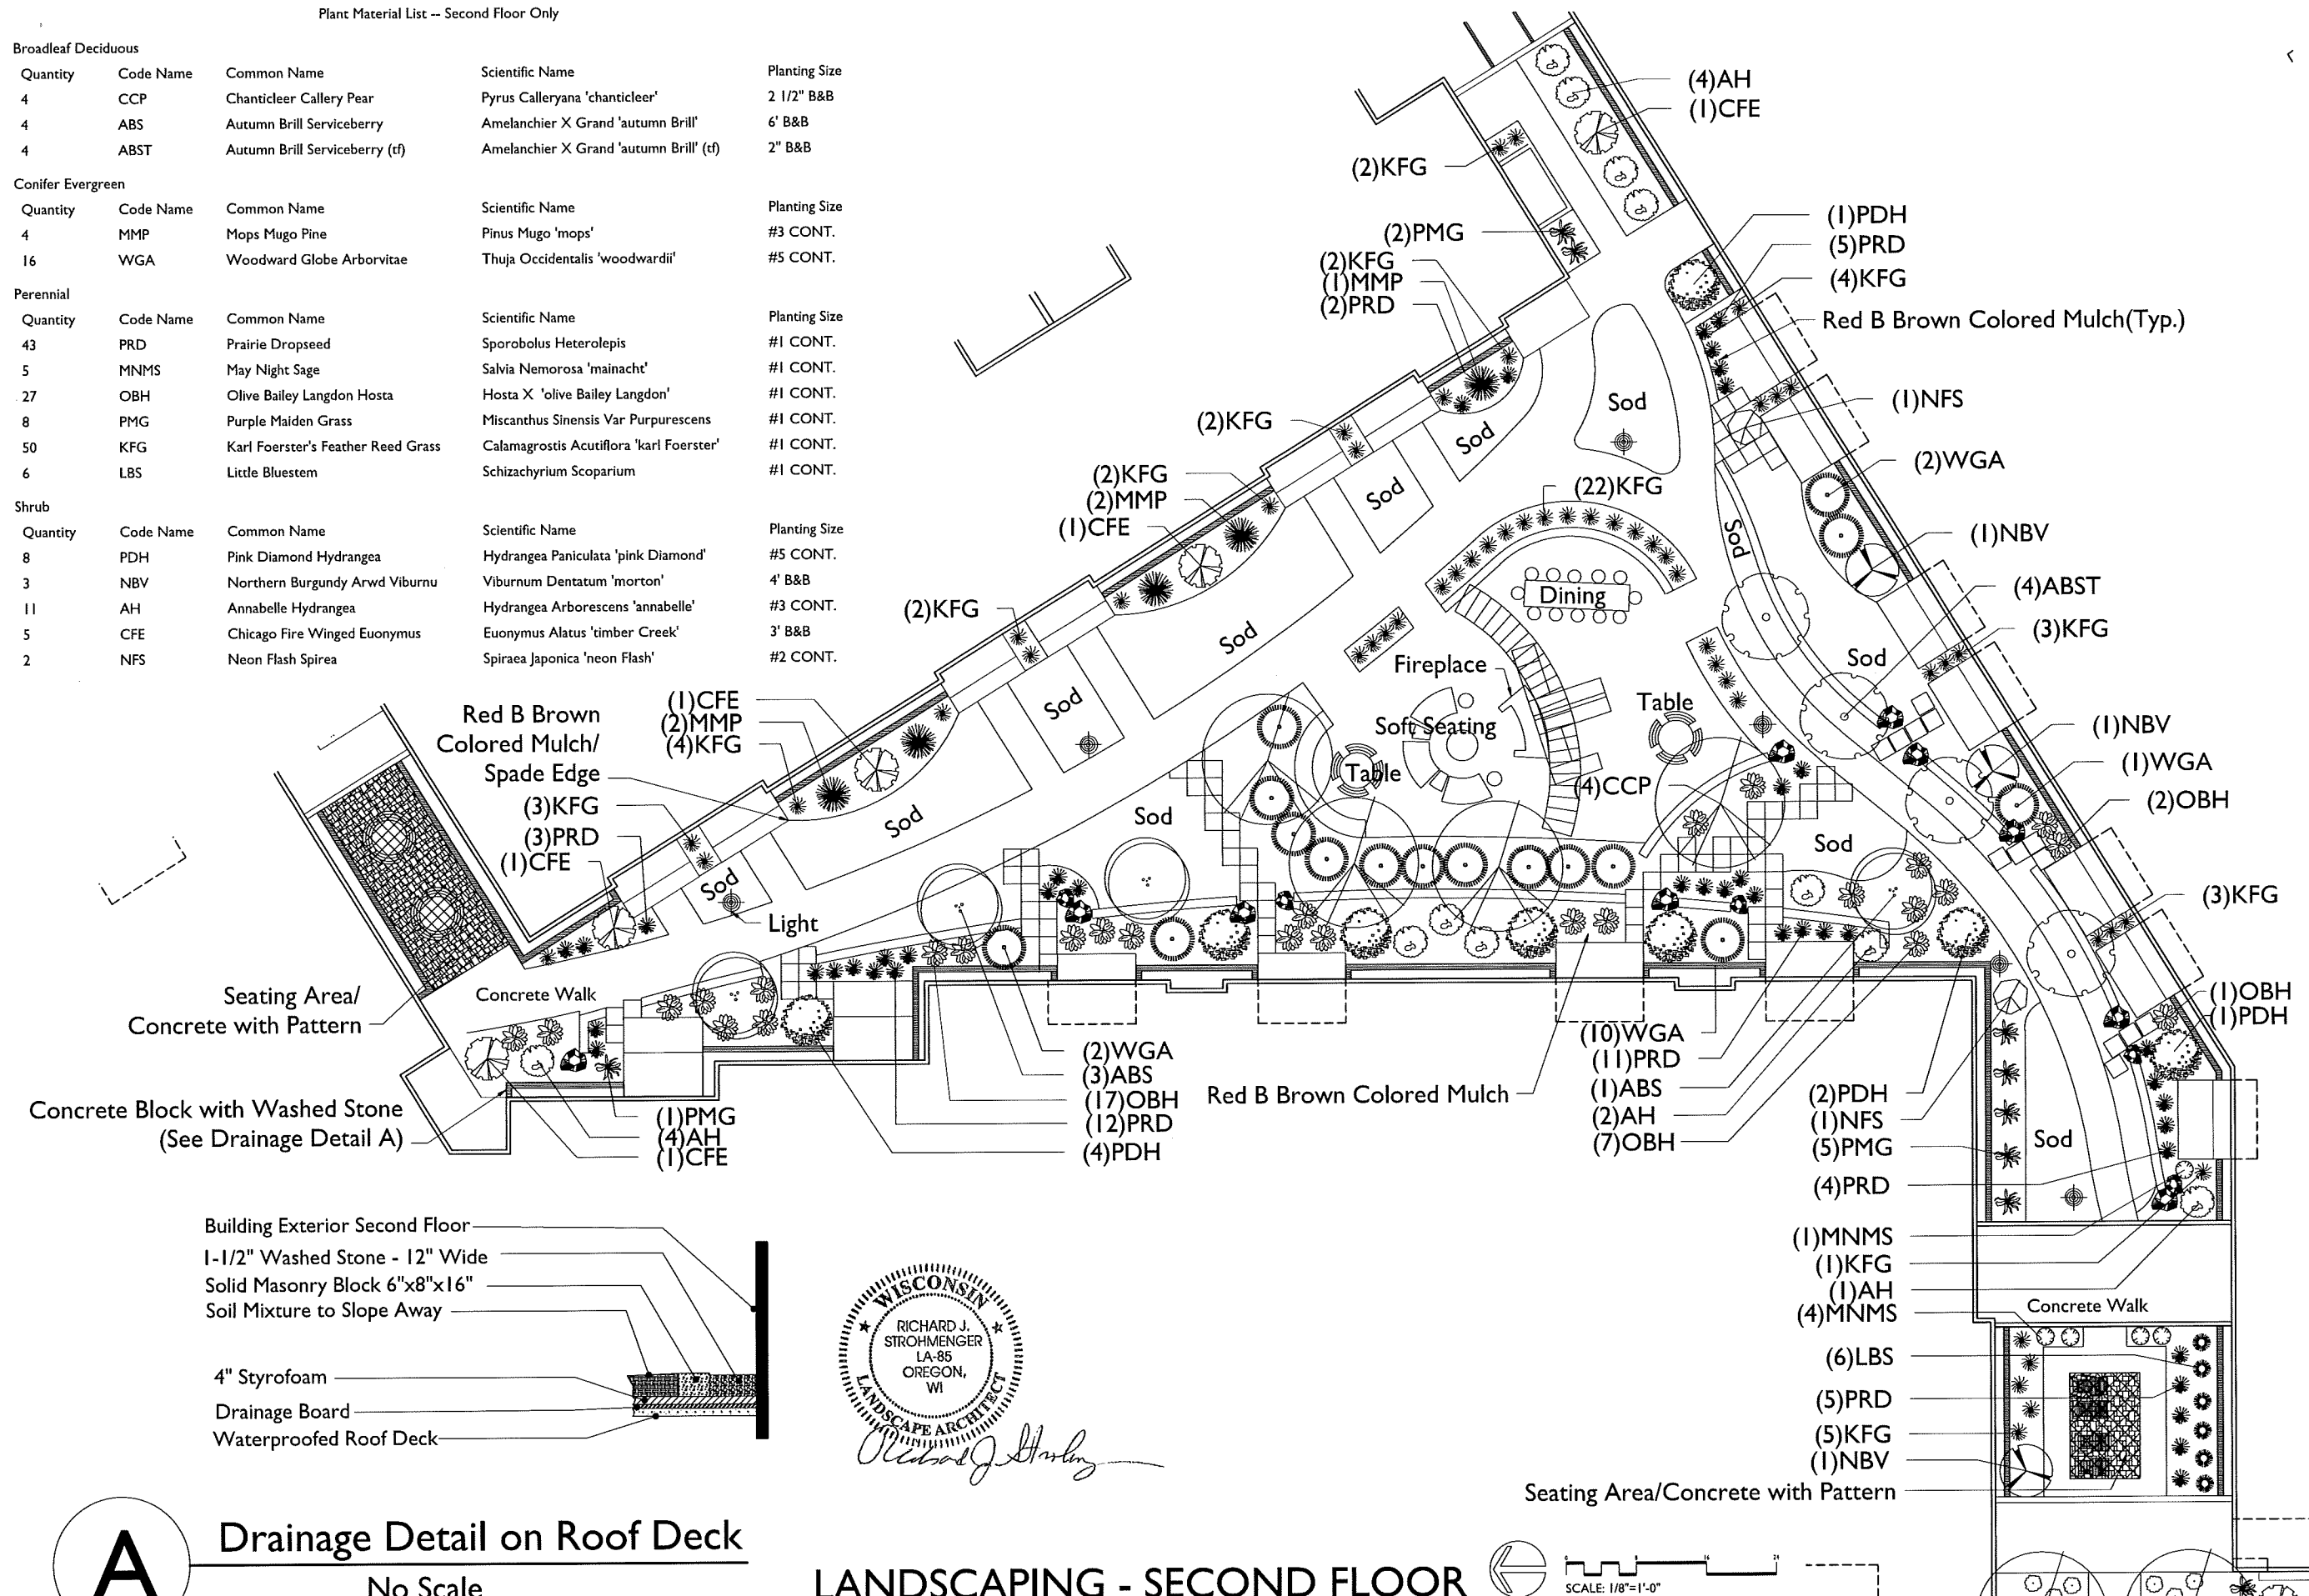 Plant Material List -- Second Floor Only
Broadleaf Deciduous
Quantity Code Name Common Name Scientific Name Planting Size
4 CCP Chanticleer Callery Pear Pyrus Calleryana 'chanticleer' 2 1/2" B&B
4 ABS Autumn Brill Serviceberry Amelanchier X Grand 'autumn Brill' 6' B&B
4 ABST Autumn Brill Serviceberry (tf) Amelanchier X Grand 'autumn Brill' (tf) 2" B&B
Conifer Evergreen
Quantity Code Name Common Name Scientific Name Planting Size
4 MMP Mops Mugo Pine Pinus Mugo 'mops' #3 CONT.
16 WGA Woodward Globe Arborvitae Thuja Occidentalis 'woodwardii' #5 CONT.
Perennial
Quantity Code Name Common Name Scientific Name Planting Size
43 PRD Prairie Dropseed Sporobolus Heterolepis #1 CONT.
5 MNMS May Night Sage Salvia Nemorosa 'mainacht' #1 CONT.
27 OBH Olive Bailey Langdon Hosta Hosta X 'olive Bailey Langdon' #1 CONT.
8 PMG Purple Maiden Grass Miscanthus Sinensis Var Purpurescens #1 CONT.
50 KFG Karl Foerster's Feather Reed Grass Calamagrostis Acutiflora 'karl Foerster' #1 CONT.
6 LBS Little Bluestem Schizachyrium Scoparium #1 CONT.
Shrub
Quantity Code Name Common Name Scientific Name Planting Size
8 PDH Pink Diamond Hydrangea Hydrangea Paniculata 'pink Diamond' #5 CONT.
3 NBV Northern Burgundy Arwd Viburnu Viburnum Dentatum 'morton' 4' B&B
11 AH Annabelle Hydrangea Hydrangea Arborescens 'annabelle' #3 CONT.
5 CFE Chicago Fire Winged Euonymus Euonymus Alatus 'timber Creek' 3' B&B
2 NFS Neon Flash Spirea Spiraea Japonica 'neon Flash' #2 CONT.
(4)AH
(1)CFE
(2)KFG
(2)PMG
(2)KFG
(1)MMP
(2)PRD
(1)PDH
(5)PRD
(4)KFG
Red B Brown Colored Mulch(Typ.)
Sod
Sod
(1)NFS
(2)KFG
(2)WGA
(2)KFG
(2)MMP
(1)CFE
Sod
(22)KFG
Sod
(1)NBV
(4)ABST
Dining
(2)KFG
Sod
(3)KFG
Sod
Fireplace
Sod
Soft Seating
Table
Table
(4)CCP
(1)CFE
(2)MMP
(4)KFG
Red B Brown
Colored Mulch/
Spade Edge
(3)KFG
(3)PRD
(1)CFE
Sod
Sod
Sod
(1)NBV
(1)WGA
(2)OBH
Sod
Light
(3)KFG
Seating Area/
Concrete with Pattern
Concrete Walk
(1)OBH
(1)PDH
Concrete Block with Washed Stone
(See Drainage Detail A)
(1)PMG
(4)AH
(1)CFE
(2)WGA
(3)ABS
(17)OBH
(12)PRD
(4)PDH
Red B Brown Colored Mulch
(10)WGA
(11)PRD
(1)ABS
(2)AH
(7)OBH
(2)PDH
(1)NFS
(5)PMG
(4)PRD
Sod
(1)MNMS
(1)KFG
(1)AH
(4)MNMS
Concrete Walk
(6)LBS
(5)PRD
(5)KFG
(1)NBV
Seating Area/Concrete with Pattern
Building Exterior Second Floor
1-1/2" Washed Stone - 12" Wide
Solid Masonry Block 6"x8"x16"
Soil Mixture to Slope Away
4" Styrofoam
Drainage Board
Waterproofed Roof Deck
WISCONSIN
RICHARD J.
STROHMENGER
LA-85
OREGON,
WI
LANDSCAPE ARCHITECT
A
Drainage Detail on Roof Deck
No Scale
LANDSCAPING - SECOND FLOOR
0 8 16 24
SCALE: 1/8"=1'-0"